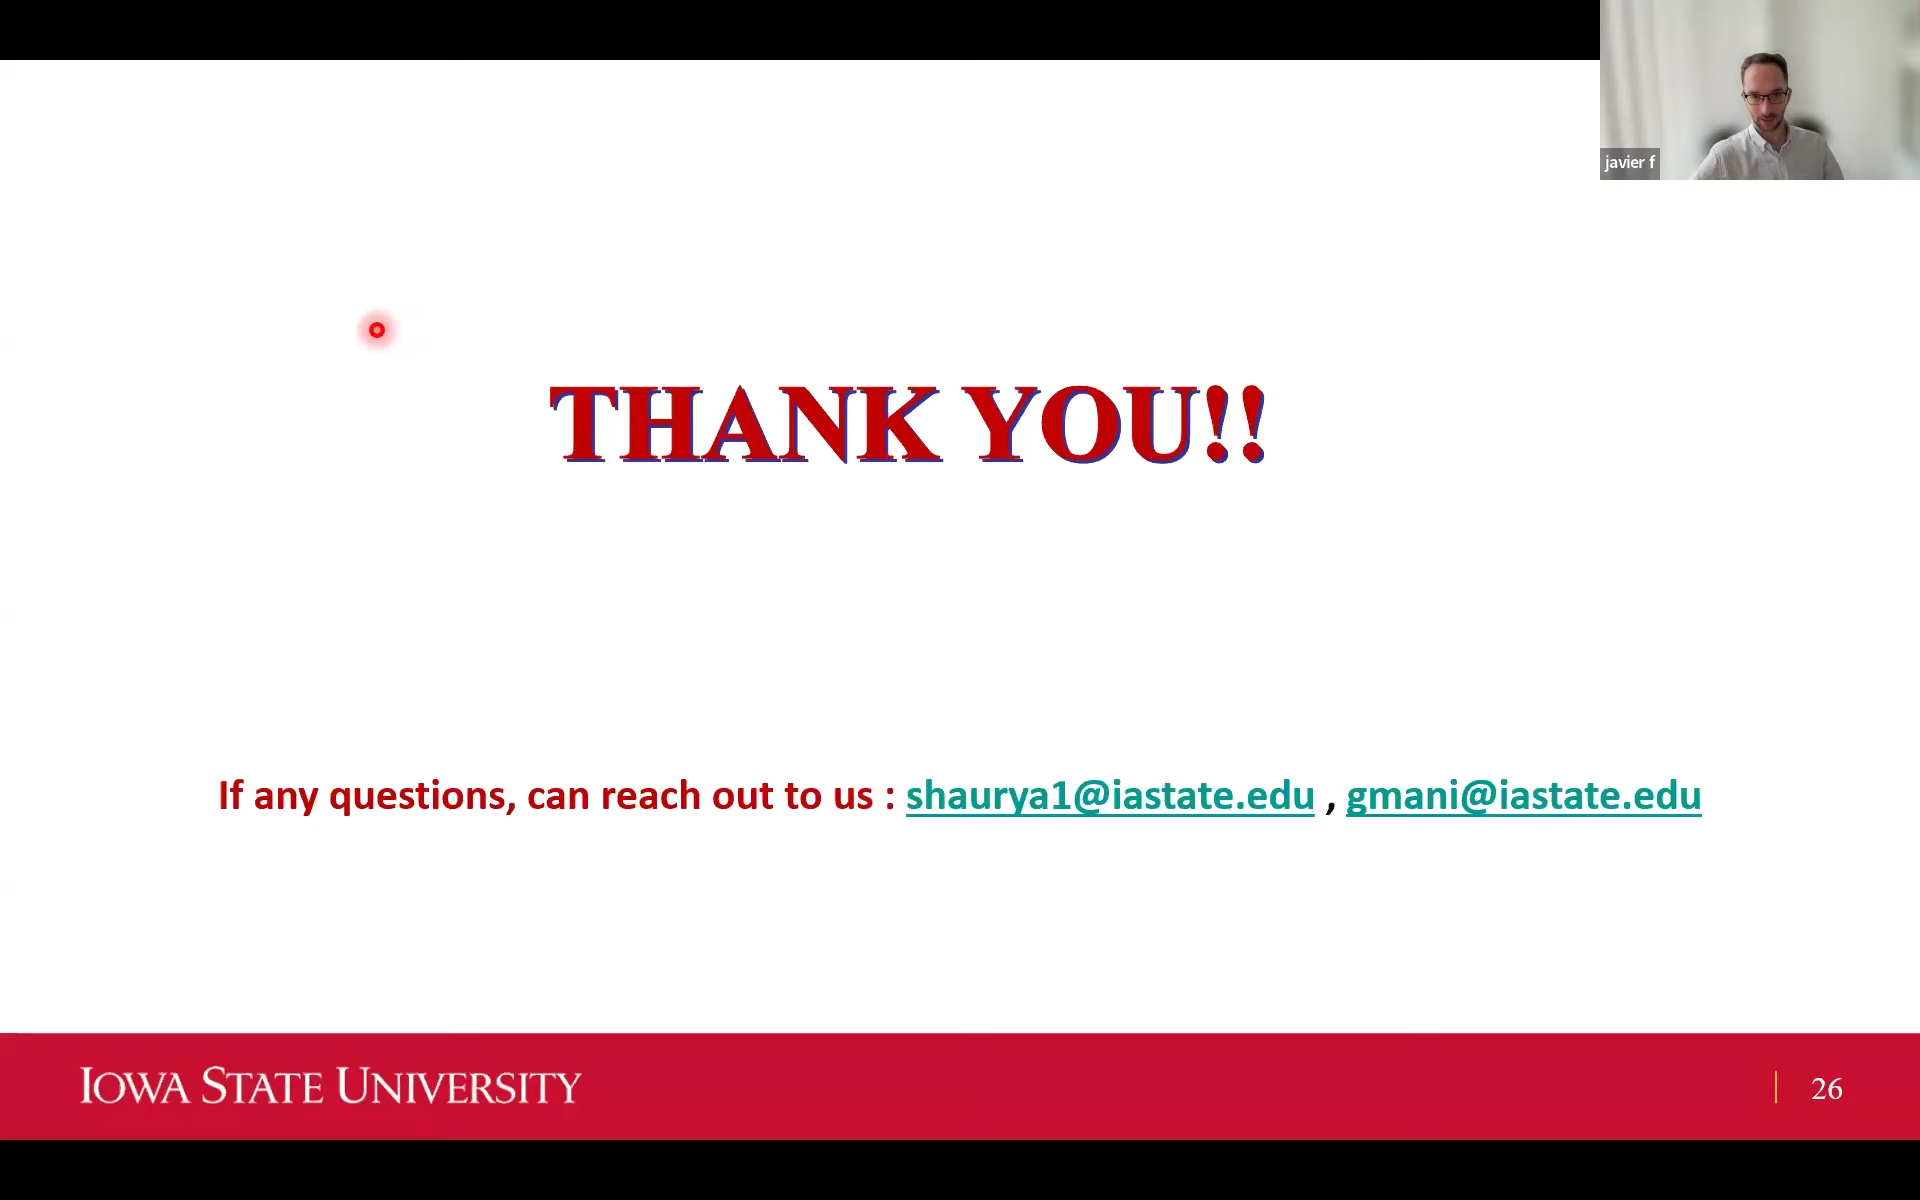 javier f
THANK YOU!!
If any questions, can reach out to us : shaurya1@iastate.edu , gmani@iastate.edu
IOWA STATE UNIVERSITY
26